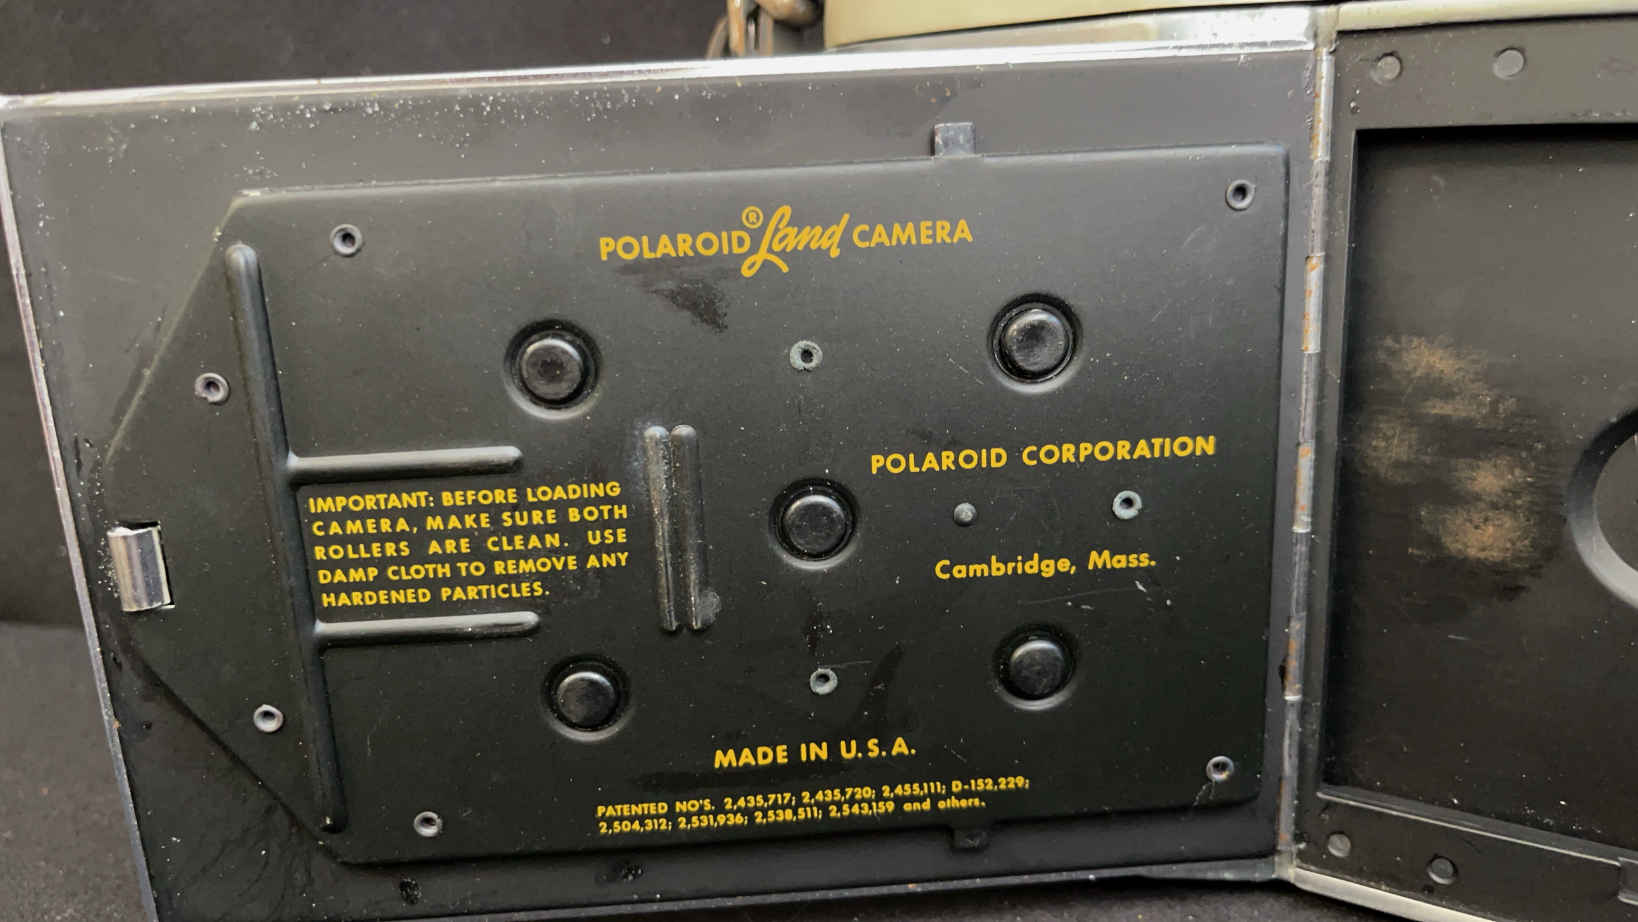 POLAROID® Land CAMERA
POLAROID CORPORATION
IMPORTANT: BEFORE LOADING
CAMERA, MAKE SURE BOTH
ROLLERS ARE CLEAN. USE
DAMP CLOTH TO REMOVE ANY
HARDENED PARTICLES.
Cambridge, Mass.
MADE IN U.S.A.
PATENTED NO'S. 2,435,717; 2,435,720; 2,455,111; D-152,229;
2,504,312; 2,531,936; 2,538,511; 2,543,159 and others.